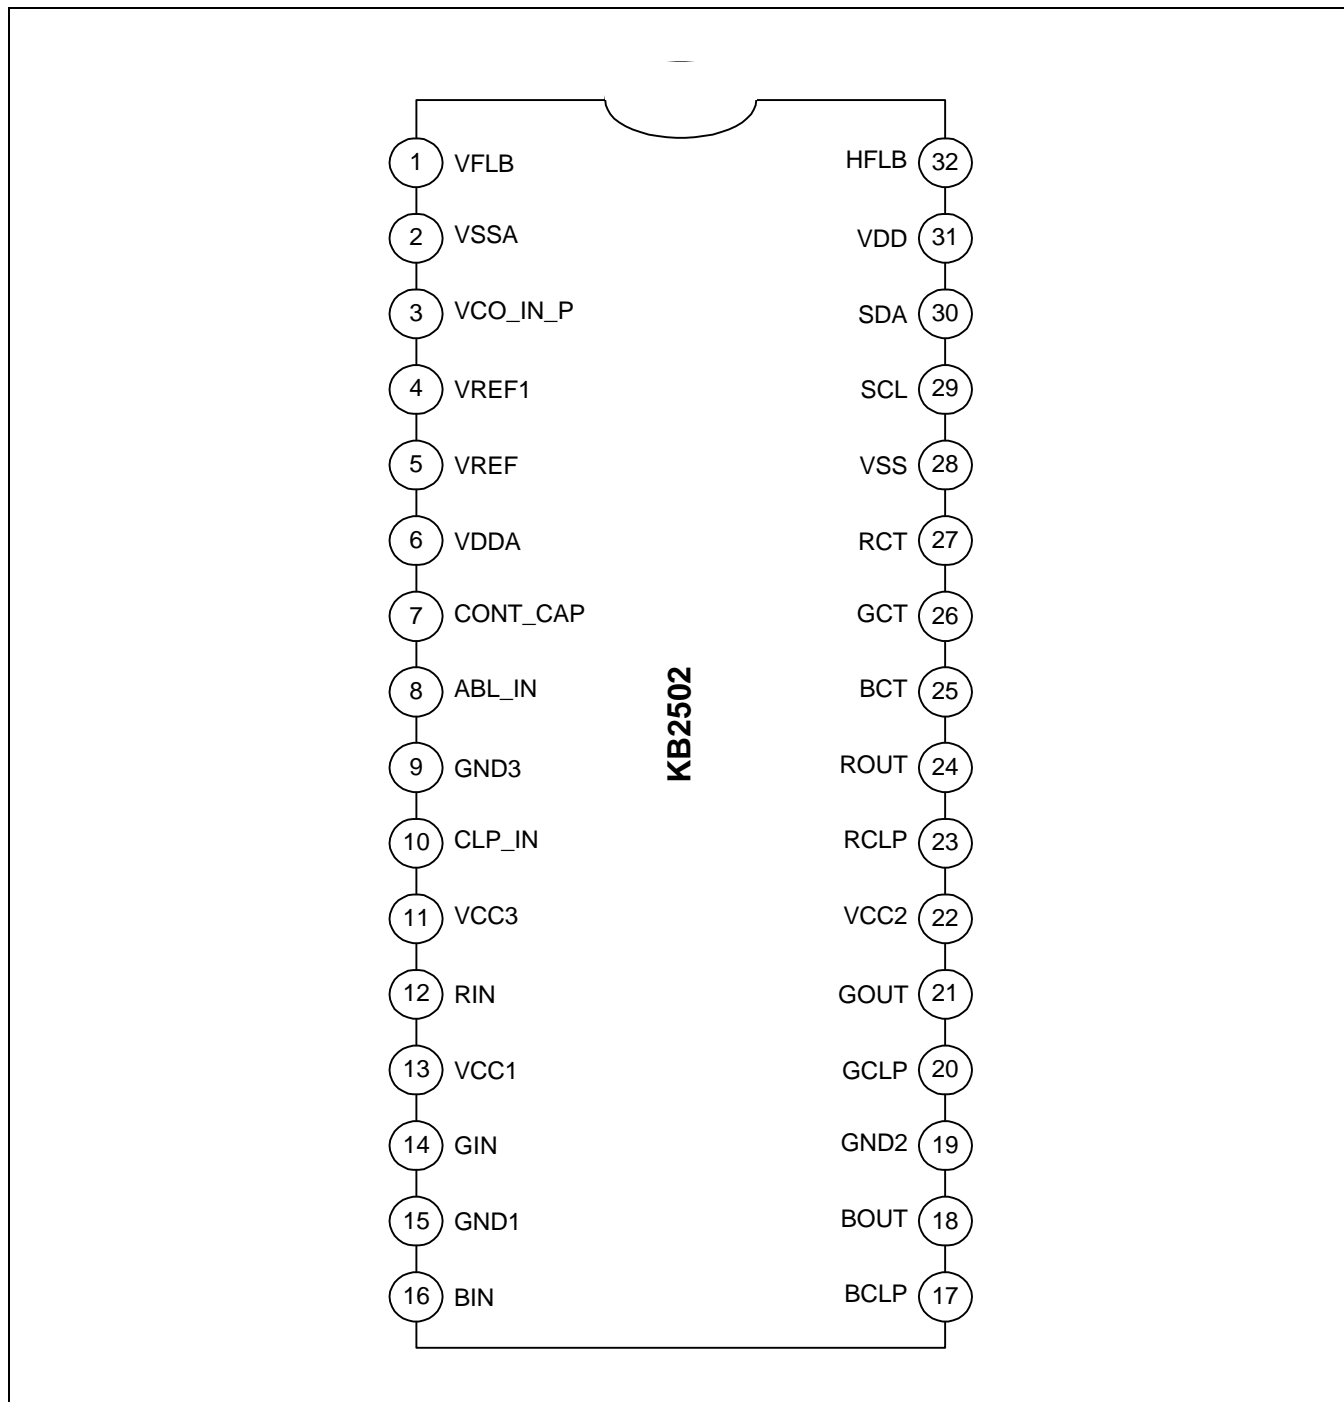 1 VFLB HFLB 32
2 VSSA VDD 31
3 VCO_IN_P SDA 30
4 VREF1 SCL 29
5 VREF VSS 28
6 VDDA RCT 27
7 CONT_CAP GCT 26
8 ABL_IN BCT 25
KB2502
9 GND3 ROUT 24
10 CLP_IN RCLP 23
11 VCC3 VCC2 22
12 RIN GOUT 21
13 VCC1 GCLP 20
14 GIN GND2 19
15 GND1 BOUT 18
16 BIN BCLP 17